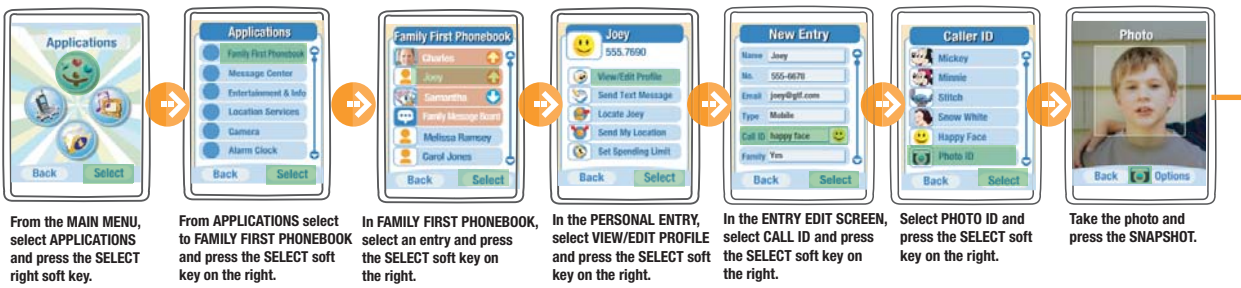 Applications
Back Select
From the MAIN MENU,
select APPLICATIONS
and press the SELECT
right soft key.
Applications
Family First Phonebook
Message Center
Entertainment & Info
Location Services
Camera
Alarm Clock
Back Select
From APPLICATIONS select
to FAMILY FIRST PHONEBOOK
and press the SELECT soft
key on the right.
Family First Phonebook
Charles
Joey
Samantha
Family Message Board
Melissa Ramsey
Carol Jones
Back Select
In FAMILY FIRST PHONEBOOK,
select an entry and press
the SELECT soft key on
the right.
Joey
555.7690
View/Edit Profile
Send Text Message
Locate Joey
Send My Location
Set Spending Limit
Back Select
In the PERSONAL ENTRY,
select VIEW/EDIT PROFILE
and press the SELECT soft
key on the right.
New Entry
Name Joey
No. 555-6678
Email joey@gtf.com
Type Mobile
Call ID happy face
Family Yes
Back Select
In the ENTRY EDIT SCREEN,
select CALL ID and press
the SELECT soft key on
the right.
Caller ID
Mickey
Minnie
Stitch
Snow White
Happy Face
Photo ID
Back Select
Select PHOTO ID and
press the SELECT soft
key on the right.
Photo
Back Options
Take the photo and
press the SNAPSHOT.